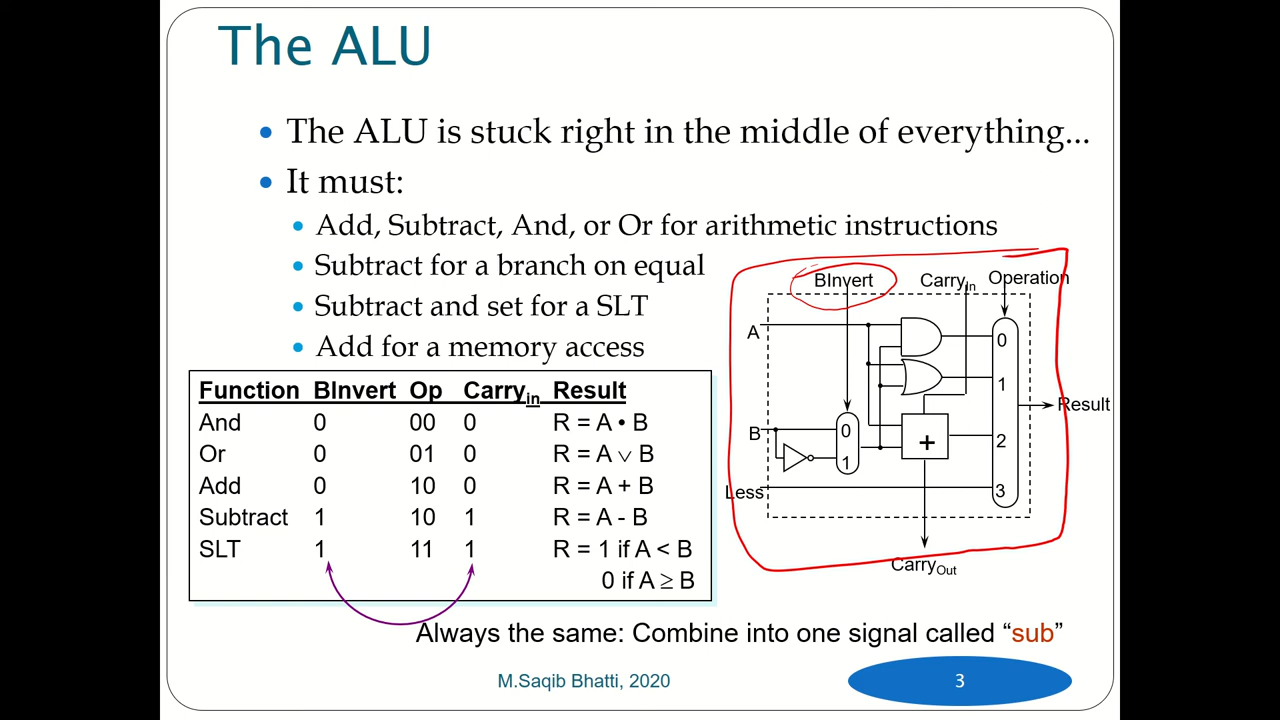 The ALU
• The ALU is stuck right in the middle of everything...
• It must:
• Add, Subtract, And, or Or for arithmetic instructions
• Subtract for a branch on equal
• Subtract and set for a SLT
• Add for a memory access
Function BInvert Op Carryin Result
And 0 00 0 R = A • B
Or 0 01 0 R = A ∨ B
Add 0 10 0 R = A + B
Subtract 1 10 1 R = A - B
SLT 1 11 1 R = 1 if A < B
0 if A ≥ B
BInvert CarryIn Operation
A
0
1
Result
B 0
+ 2
1
Less 3
CarryOut
Always the same: Combine into one signal called “sub”
M.Saqib Bhatti, 2020
3